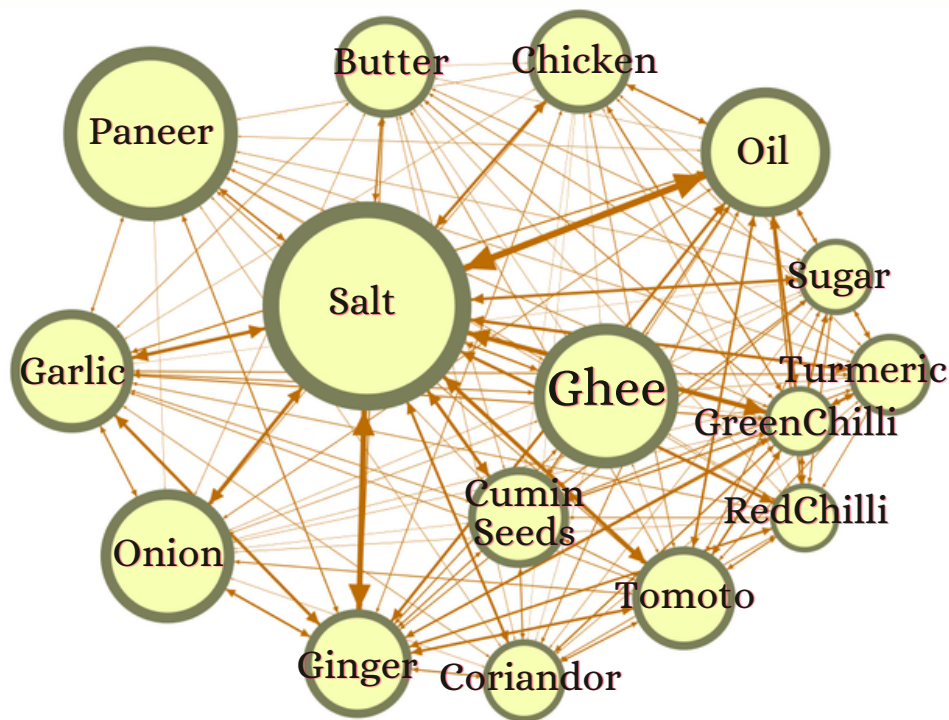 Butter
Chicken
Paneer
Oil
Salt
Sugar
Garlic
Ghee
Turmeric
GreenChilli
Cumin
Seeds
RedChilli
Onion
Tomoto
Ginger
Coriandor